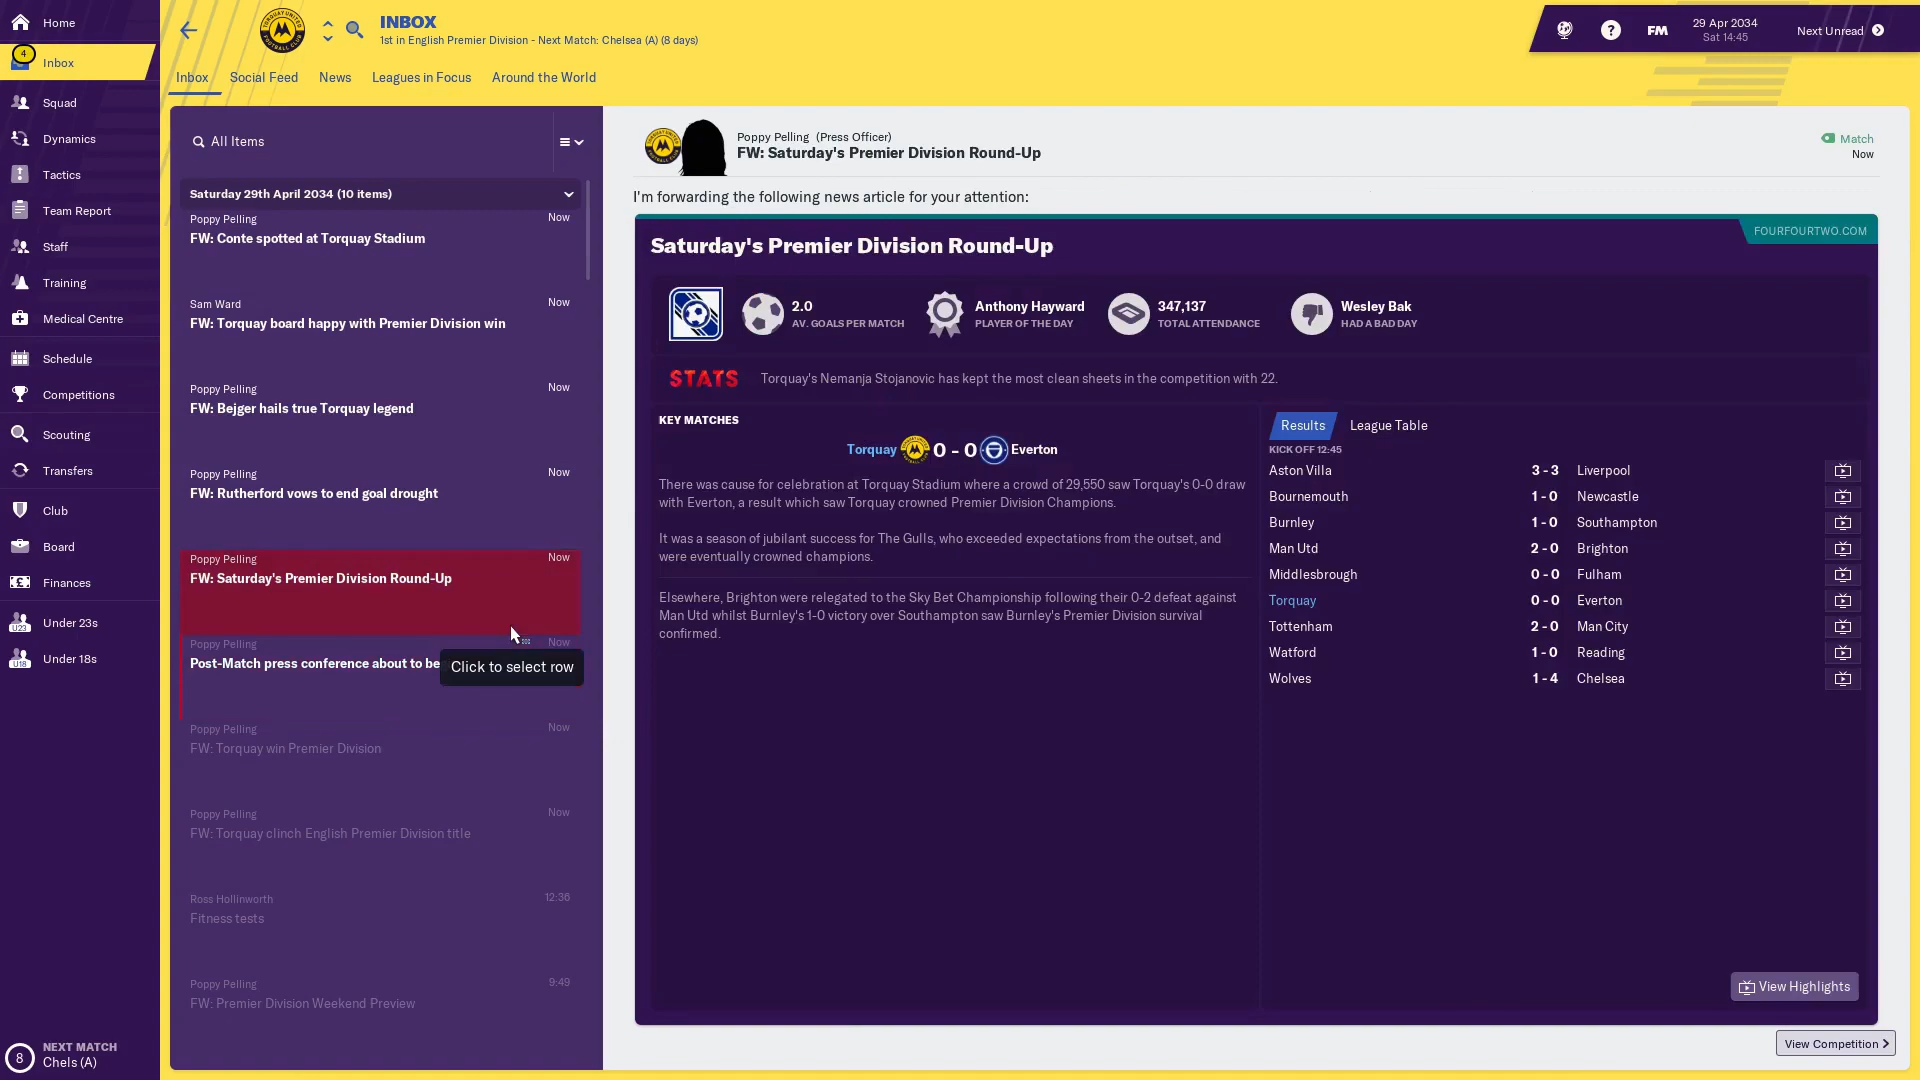 Home
4
Inbox
Squad
Dynamics
Tactics
Team Report
Staff
Training
Medical Centre
Schedule
Competitions
Scouting
Transfers
Club
Board
Finances
U23
Under 23s
U18
Under 18s
8
NEXT MATCH
Chels (A)
INBOX
1st in English Premier Division - Next Match: Chelsea (A) (8 days)
Inbox
Social Feed
News
Leagues in Focus
Around the World
?
FM
29 Apr 2034
Sat 14:45
Next Unread
All Items
Saturday 29th April 2034 (10 items)
Poppy Pelling
Now
FW: Conte spotted at Torquay Stadium
Sam Ward
Now
FW: Torquay board happy with Premier Division win
Poppy Pelling
Now
FW: Bejger hails true Torquay legend
Poppy Pelling
Now
FW: Rutherford vows to end goal drought
Poppy Pelling
Now
FW: Saturday's Premier Division Round-Up
Poppy Pelling
Now
Post-Match press conference about to be
Click to select row
Poppy Pelling
Now
FW: Torquay win Premier Division
Poppy Pelling
Now
FW: Torquay clinch English Premier Division title
Ross Hollinworth
12:36
Fitness tests
Poppy Pelling
9:49
FW: Premier Division Weekend Preview
Poppy Pelling (Press Officer)
FW: Saturday's Premier Division Round-Up
Match
Now
I'm forwarding the following news article for your attention:
FOURFOURTWO.COM
Saturday's Premier Division Round-Up
2.0
AV. GOALS PER MATCH
Anthony Hayward
PLAYER OF THE DAY
347,137
TOTAL ATTENDANCE
Wesley Bak
HAD A BAD DAY
STATS
Torquay's Nemanja Stojanovic has kept the most clean sheets in the competition with 22.
KEY MATCHES
Torquay 0 - 0 Everton
There was cause for celebration at Torquay Stadium where a crowd of 29,550 saw Torquay's 0-0 draw
with Everton, a result which saw Torquay crowned Premier Division Champions.
It was a season of jubilant success for The Gulls, who exceeded expectations from the outset, and
were eventually crowned champions.
Elsewhere, Brighton were relegated to the Sky Bet Championship following their 0-2 defeat against
Man Utd whilst Burnley's 1-0 victory over Southampton saw Burnley's Premier Division survival
confirmed.
Results
League Table
KICK OFF 12:45
Aston Villa 3 - 3 Liverpool
Bournemouth 1 - 0 Newcastle
Burnley 1 - 0 Southampton
Man Utd 2 - 0 Brighton
Middlesbrough 0 - 0 Fulham
Torquay 0 - 0 Everton
Tottenham 2 - 0 Man City
Watford 1 - 0 Reading
Wolves 1 - 4 Chelsea
View Highlights
View Competition